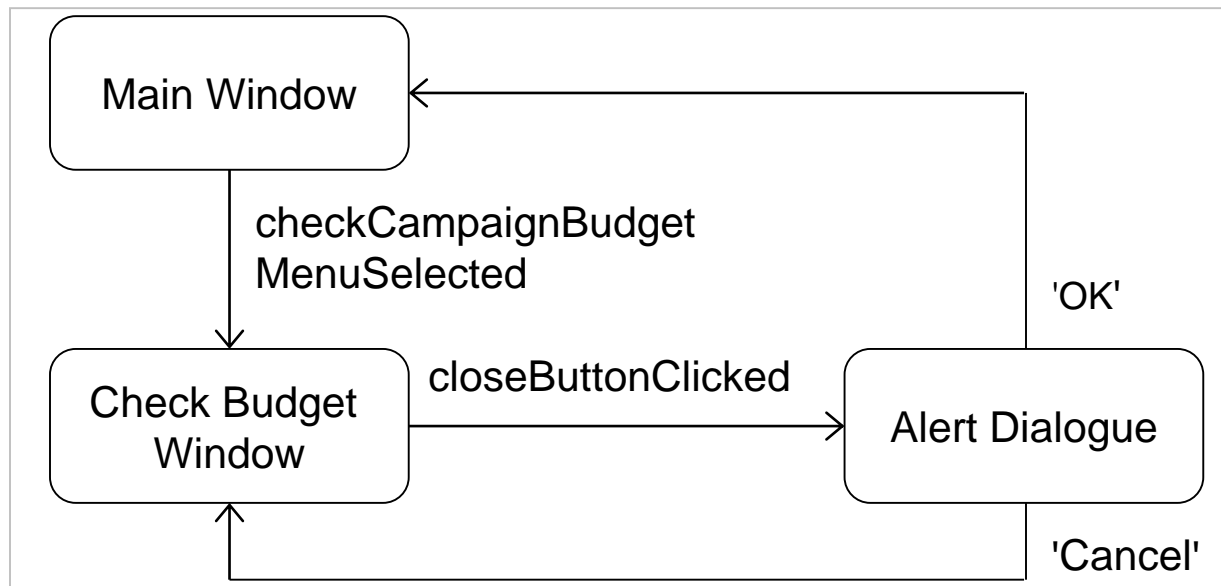 Main Window
checkCampaignBudget
MenuSelected
'OK'
closeButtonClicked
Check Budget
Window
Alert Dialogue
'Cancel'